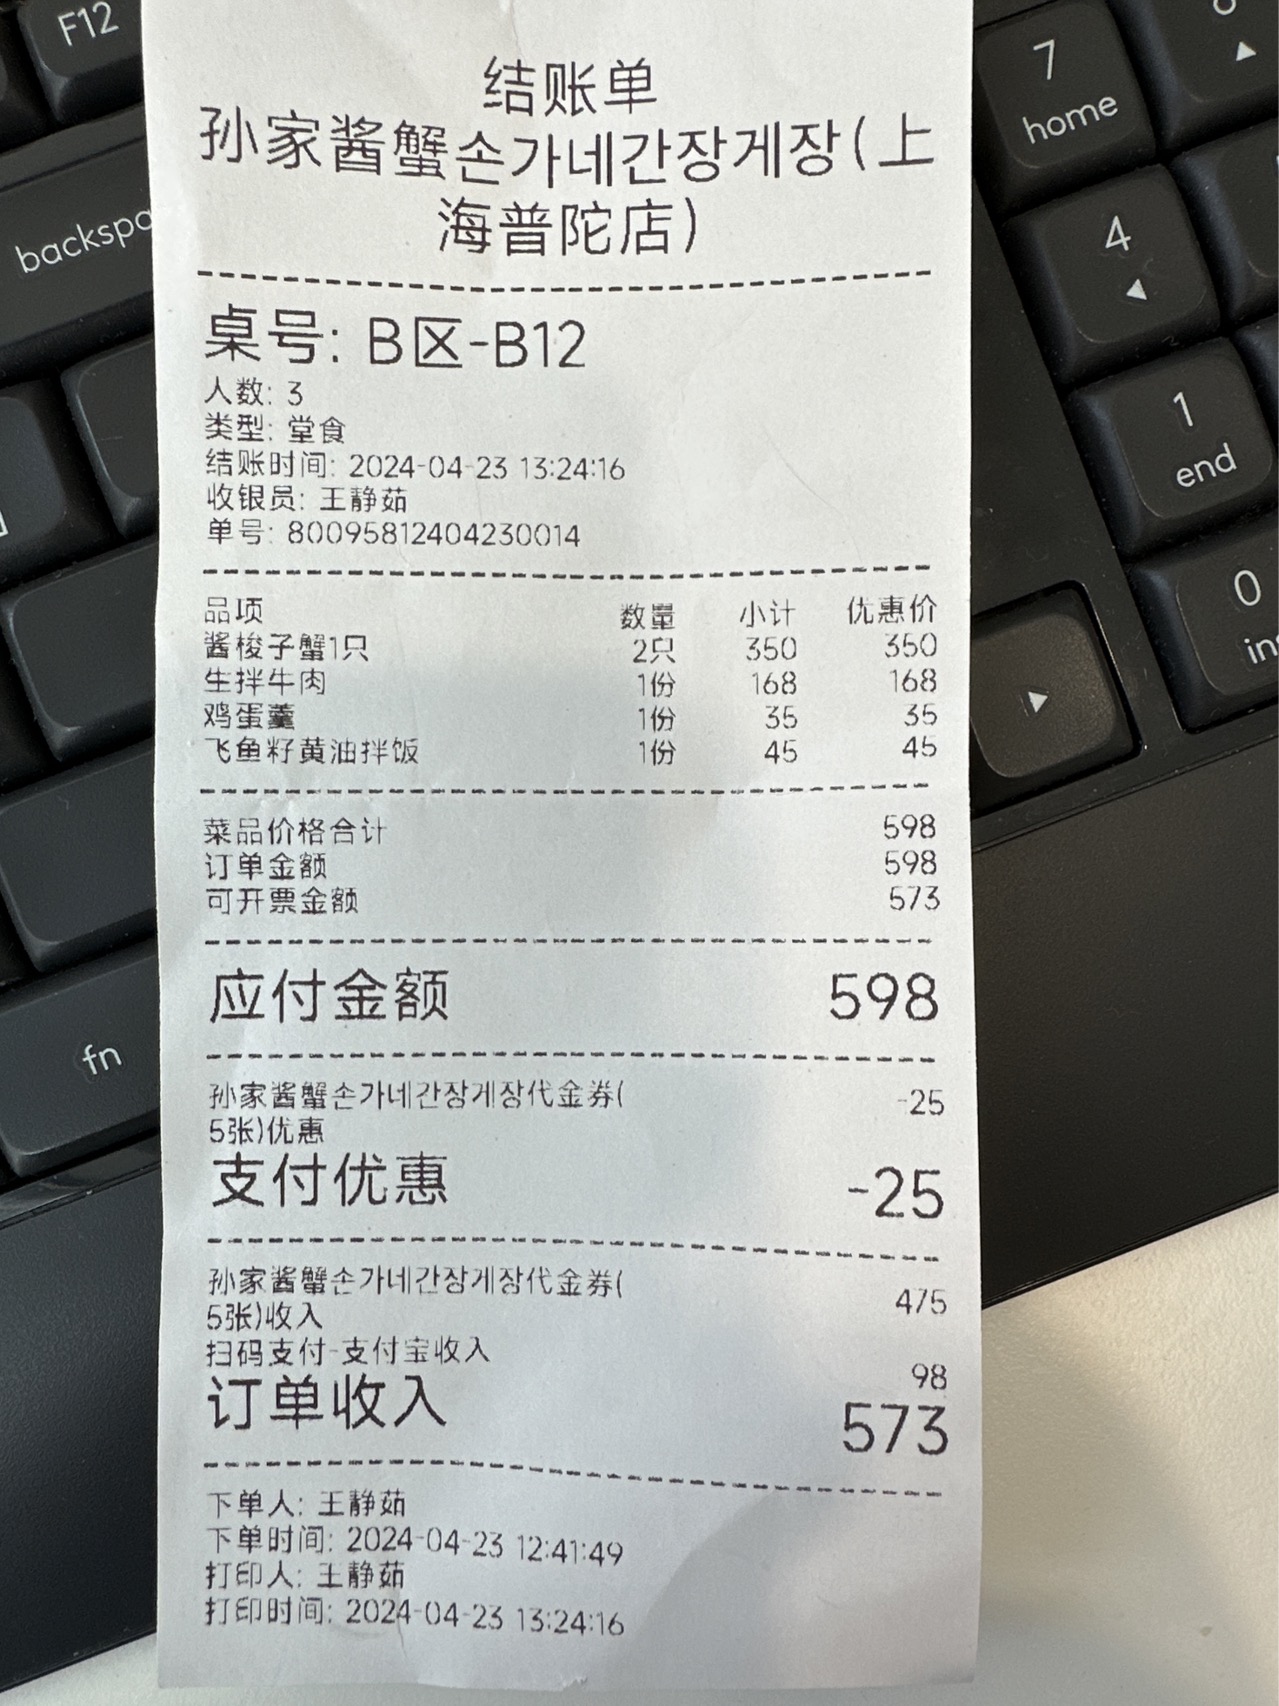 结账单
孙家酱蟹손가네간장게장(上
海普陀店)
桌号: B区-B12
人数: 3
类型: 堂食
结账时间: 2024-04-23 13:24:16
收银员: 王静茹
单号: 80095812404230014
品项 数量 小计 优惠价
酱梭子蟹1只 2只 350 350
生拌牛肉 1份 168 168
鸡蛋羹 1份 35 35
飞鱼籽黄油拌饭 1份 45 45
菜品价格合计 598
订单金额 598
可开票金额 573
应付金额 598
孙家酱蟹손가네간장게장代金券( -25
5张)优惠
支付优惠 -25
孙家酱蟹손가네간장게장代金券( 475
5张)收入
扫码支付-支付宝收入 98
订单收入 573
下单人: 王静茹
下单时间: 2024-04-23 12:41:49
打印人: 王静茹
打印时间: 2024-04-23 13:24:16
F12
backspa
fn
7
home
4
1
end
0
ins